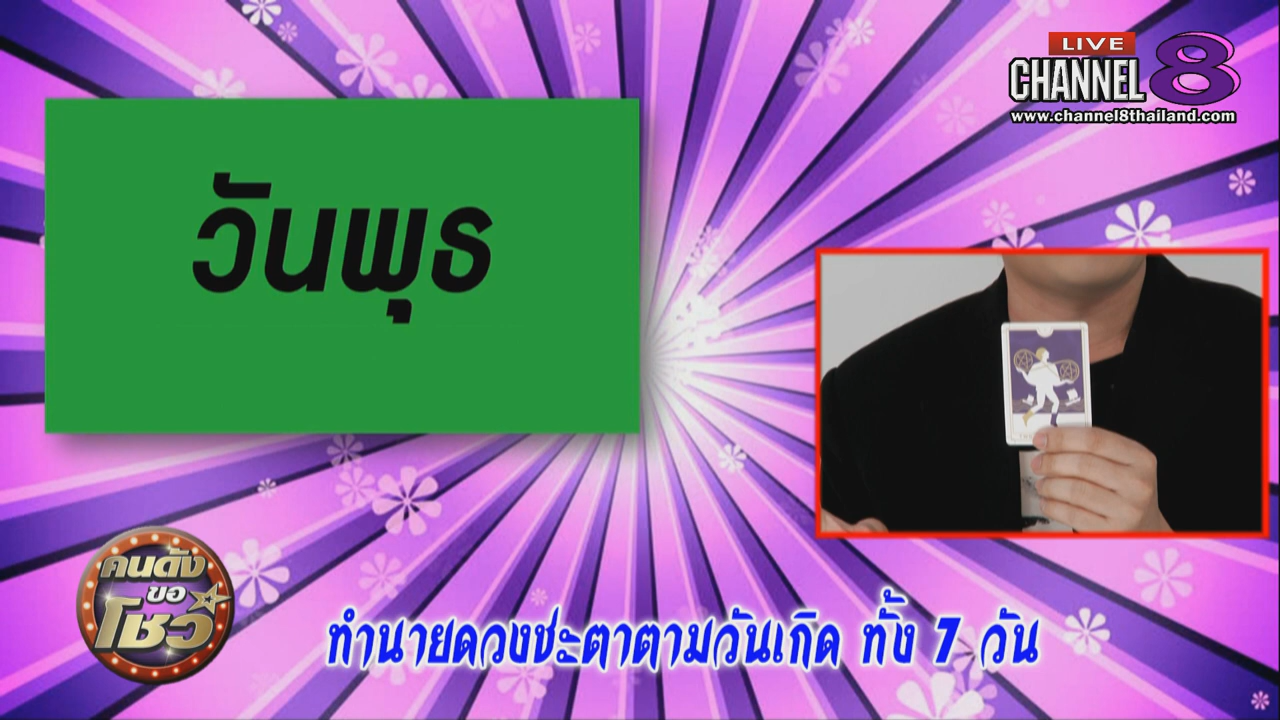 LIVE
CHANNEL 8
www.channel8thailand.com
วันพุธ
คนดัง
ขอ
โชว์
ทำนายดวงชะตาตามวันเกิด ทั้ง 7 วัน